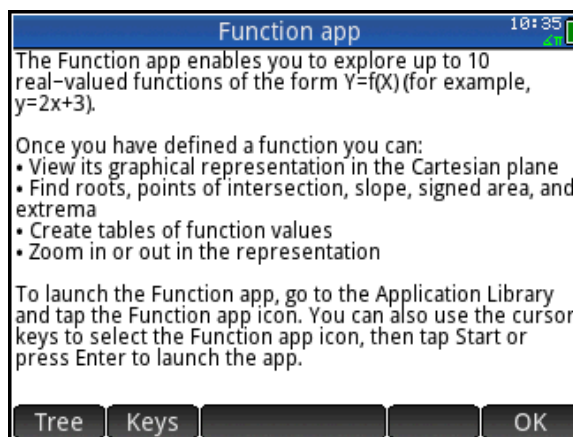 Function app
10:35
∡π
The Function app enables you to explore up to 10
real-valued functions of the form Y=f(X) (for example,
y=2x+3).
Once you have defined a function you can:
• View its graphical representation in the Cartesian plane
• Find roots, points of intersection, slope, signed area, and
extrema
• Create tables of function values
• Zoom in or out in the representation
To launch the Function app, go to the Application Library
and tap the Function app icon. You can also use the cursor
keys to select the Function app icon, then tap Start or
press Enter to launch the app.
Tree
Keys
OK